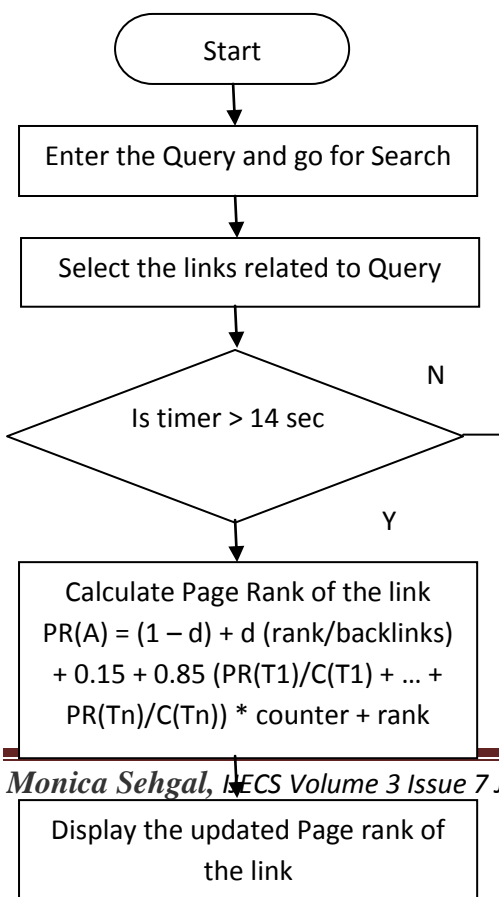 Start
Enter the Query and go for Search
Select the links related to Query
N
Is timer > 14 sec
Y
Calculate Page Rank of the link
PR(A) = (1 – d) + d (rank/backlinks)
+ 0.15 + 0.85 (PR(T1)/C(T1) + … +
PR(Tn)/C(Tn)) * counter + rank
Monica Sehgal, ECS Volume 3 Issue 7 J
Display the updated Page rank of
the link